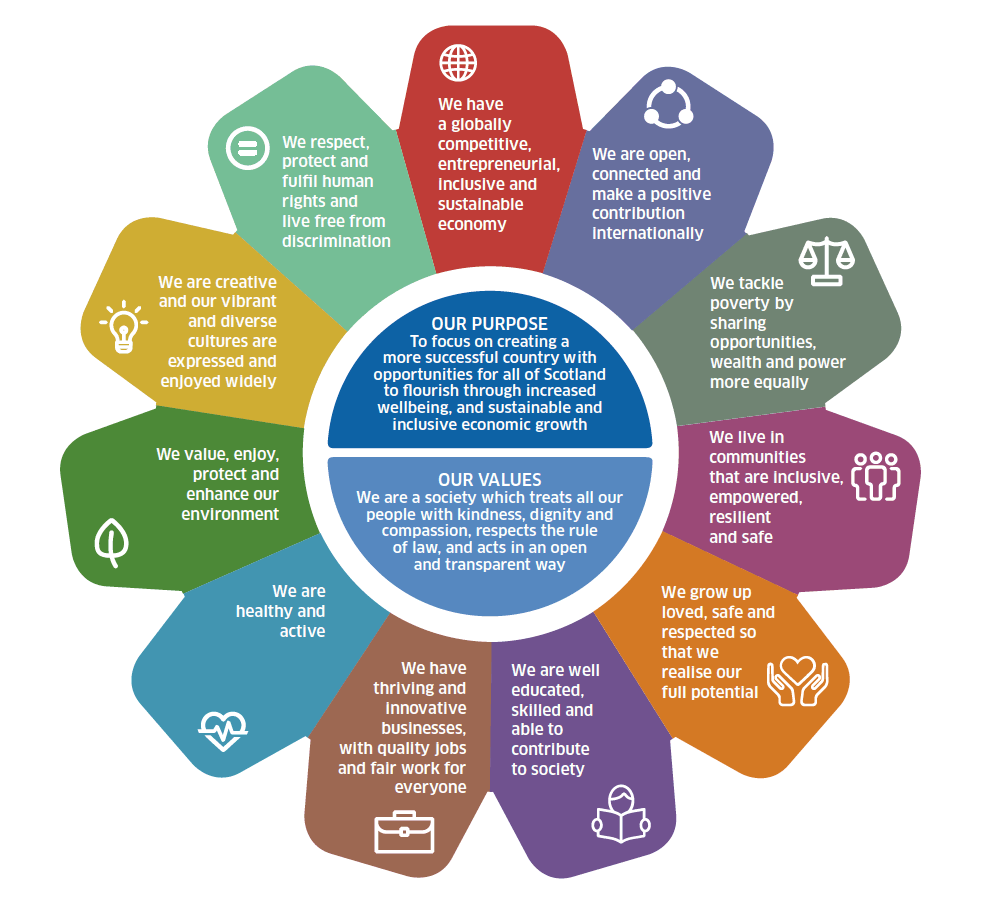 We have
a globally
competitive,
entrepreneurial,
inclusive and
sustainable
economy
We are open,
connected and
make a positive
contribution
internationally
We tackle
poverty by
sharing
opportunities,
wealth and power
more equally
We live in
communities
that are inclusive,
empowered,
resilient
and safe
We grow up
loved, safe and
respected so
that we
realise our
full potential
We are well
educated,
skilled and
able to
contribute
to society
We have
thriving and
innovative
businesses,
with quality jobs
and fair work for
everyone
We are
healthy and
active
We value, enjoy,
protect and
enhance our
environment
We are creative
and our vibrant
and diverse
cultures are
expressed and
enjoyed widely
We respect,
protect and
fulfil human
rights and
live free from
discrimination
OUR PURPOSE
To focus on creating a
more successful country with
opportunities for all of Scotland
to flourish through increased
wellbeing, and sustainable and
inclusive economic growth
OUR VALUES
We are a society which treats all our
people with kindness, dignity and
compassion, respects the rule
of law, and acts in an open
and transparent way